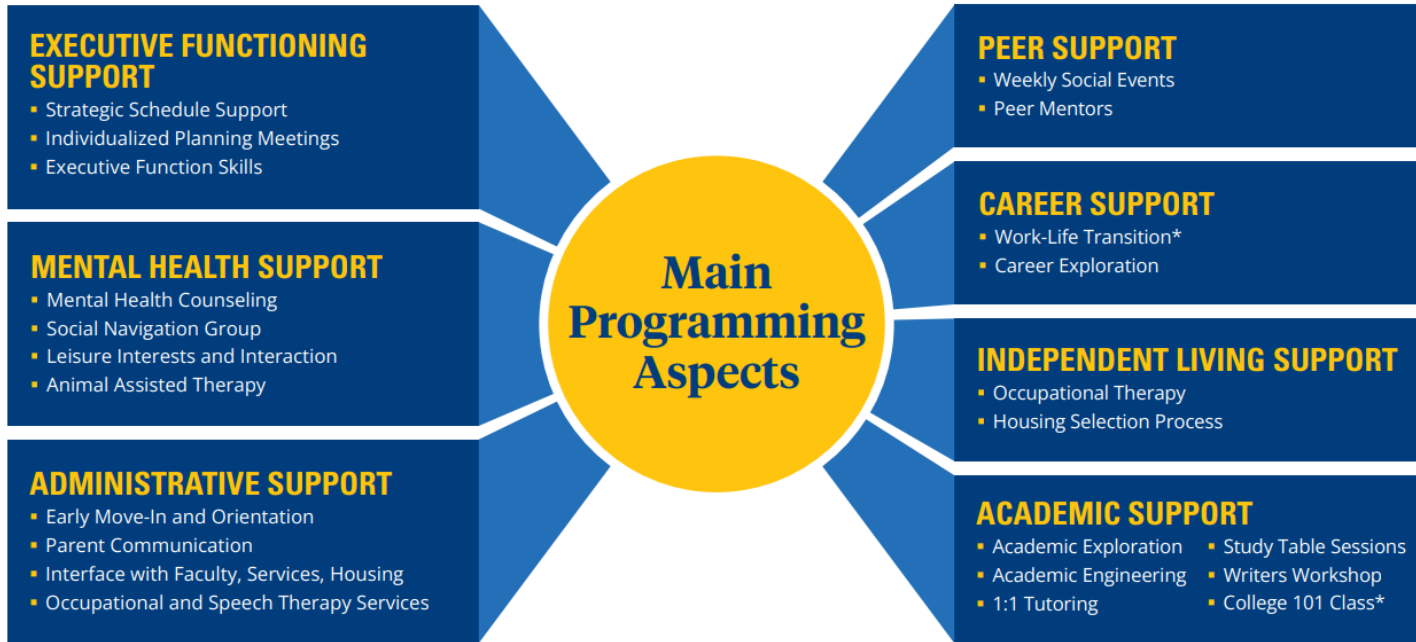 EXECUTIVE FUNCTIONING
SUPPORT
▪ Strategic Schedule Support
▪ Individualized Planning Meetings
▪ Executive Function Skills
MENTAL HEALTH SUPPORT
▪ Mental Health Counseling
▪ Social Navigation Group
▪ Leisure Interests and Interaction
▪ Animal Assisted Therapy
ADMINISTRATIVE SUPPORT
▪ Early Move-In and Orientation
▪ Parent Communication
▪ Interface with Faculty, Services, Housing
▪ Occupational and Speech Therapy Services
Main
Programming
Aspects
PEER SUPPORT
▪ Weekly Social Events
▪ Peer Mentors
CAREER SUPPORT
▪ Work-Life Transition*
▪ Career Exploration
INDEPENDENT LIVING SUPPORT
▪ Occupational Therapy
▪ Housing Selection Process
ACADEMIC SUPPORT
▪ Academic Exploration
▪ Academic Engineering
▪ 1:1 Tutoring
▪ Study Table Sessions
▪ Writers Workshop
▪ College 101 Class*